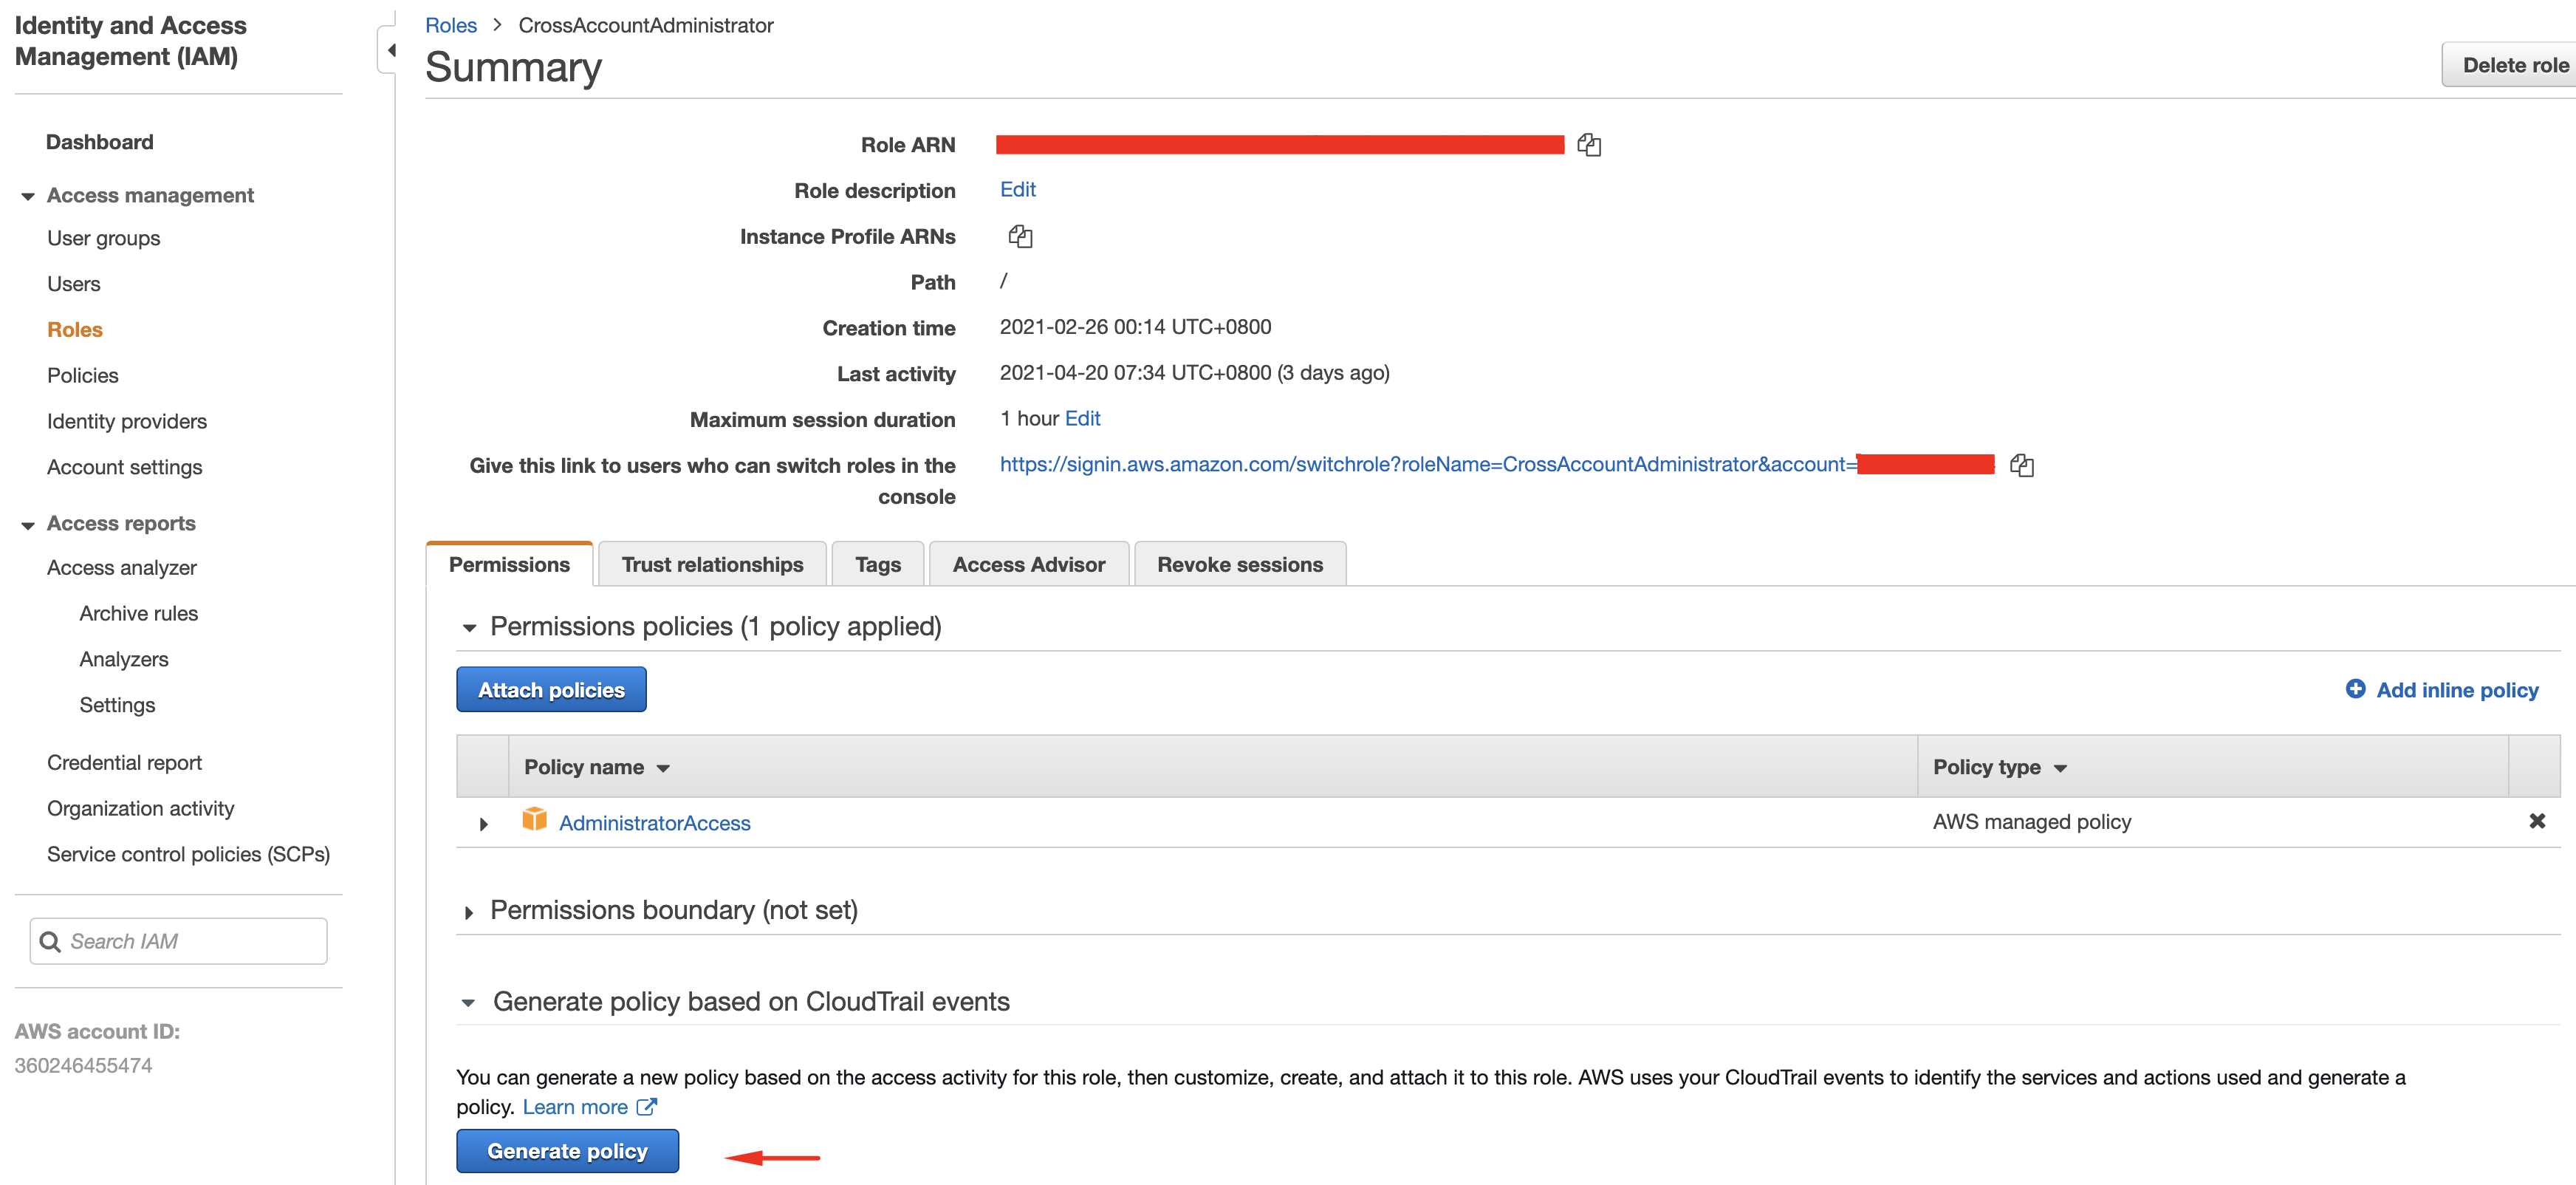 Identity and Access
Management (IAM)
Dashboard
Access management
User groups
Users
Roles
Policies
Identity providers
Account settings
Access reports
Access analyzer
Archive rules
Analyzers
Settings
Credential report
Organization activity
Service control policies (SCPs)
Search IAM
AWS account ID:
360246455474
Roles > CrossAccountAdministrator
Summary
Delete role
Role ARN
Role description Edit
Instance Profile ARNs
Path /
Creation time 2021-02-26 00:14 UTC+0800
Last activity 2021-04-20 07:34 UTC+0800 (3 days ago)
Maximum session duration 1 hour Edit
Give this link to users who can switch roles in the https://signin.aws.amazon.com/switchrole?roleName=CrossAccountAdministrator&account=
console
Permissions Trust relationships Tags Access Advisor Revoke sessions
Permissions policies (1 policy applied)
Attach policies Add inline policy
Policy name Policy type
AdministratorAccess AWS managed policy
Permissions boundary (not set)
Generate policy based on CloudTrail events
You can generate a new policy based on the access activity for this role, then customize, create, and attach it to this role. AWS uses your CloudTrail events to identify the services and actions used and generate a
policy. Learn more
Generate policy